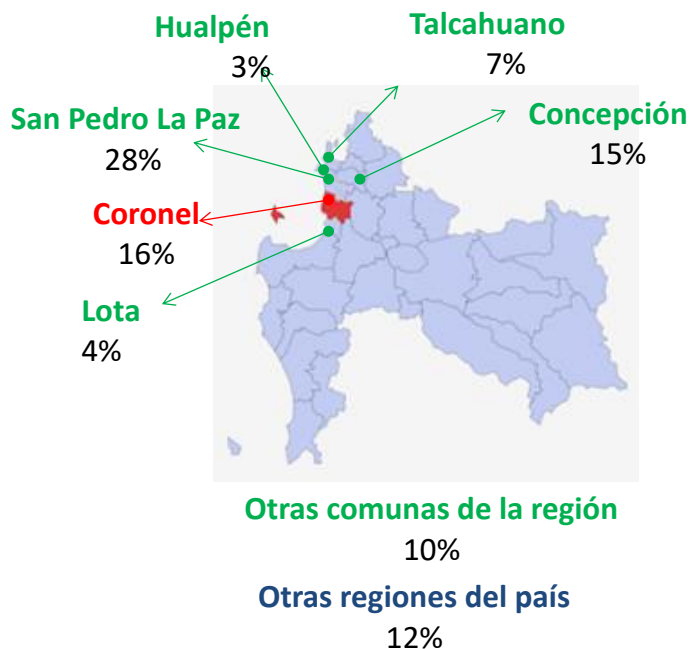 Hualpén
3%
Talcahuano
7%
San Pedro La Paz
28%
Concepción
15%
Coronel
16%
Lota
4%
Otras comunas de la región
10%
Otras regiones del país
12%